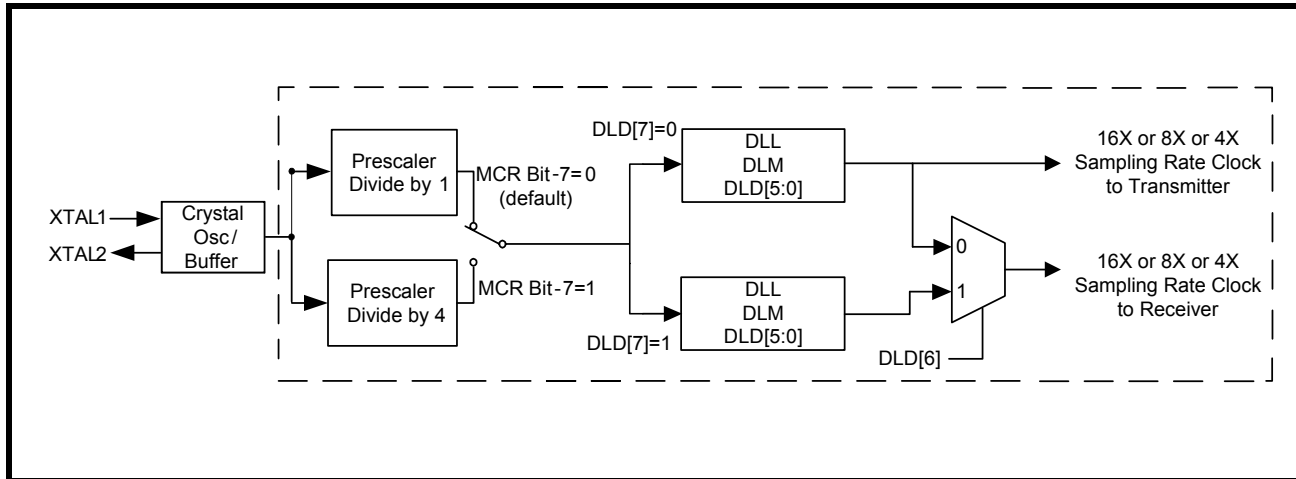 XTAL1
XTAL2
Crystal
Osc/
Buffer
Prescaler
Divide by 1
Prescaler
Divide by 4
MCR Bit-7=0
(default)
MCR Bit-7=1
DLD[7]=0
DLL
DLM
DLD[5:0]
DLD[7]=1
DLL
DLM
DLD[5:0]
0
1
DLD[6]
16X or 8X or 4X
Sampling Rate Clock
to Transmitter
16X or 8X or 4X
Sampling Rate Clock
to Receiver